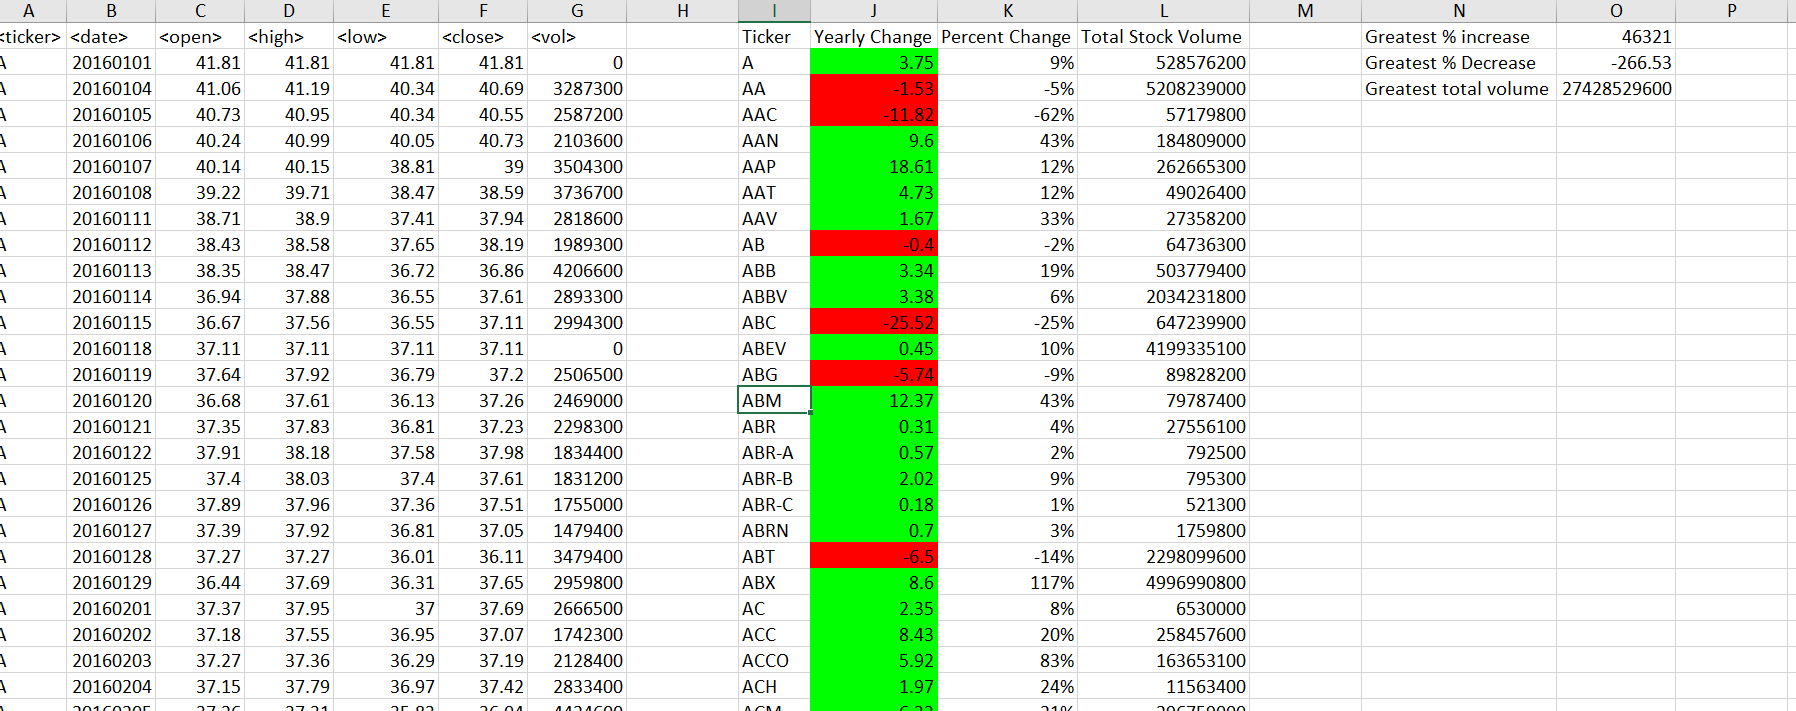 A B C D E F G H I J K L M N O P
<ticker> <date> <open> <high> <low> <close> <vol> Ticker Yearly Change Percent Change Total Stock Volume Greatest % increase 46321
A 20160101 41.81 41.81 41.81 41.81 0 A 3.75 9% 528576200 Greatest % Decrease -266.53
A 20160104 41.06 41.19 40.34 40.69 3287300 AA -1.53 -5% 5208239000 Greatest total volume 27428529600
A 20160105 40.73 40.95 40.34 40.55 2587200 AAC -11.82 -62% 57179800
A 20160106 40.24 40.99 40.05 40.73 2103600 AAN 9.6 43% 184809000
A 20160107 40.14 40.15 38.81 39 3504300 AAP 18.61 12% 262665300
A 20160108 39.22 39.71 38.47 38.59 3736700 AAT 4.73 12% 49026400
A 20160111 38.71 38.9 37.41 37.94 2818600 AAV 1.67 33% 27358200
A 20160112 38.43 38.58 37.65 38.19 1989300 AB -0.4 -2% 64736300
A 20160113 38.35 38.47 36.72 36.86 4206600 ABB 3.34 19% 503779400
A 20160114 36.94 37.88 36.55 37.61 2893300 ABBV 3.38 6% 2034231800
A 20160115 36.67 37.56 36.55 37.11 2994300 ABC -25.52 -25% 647239900
A 20160118 37.11 37.11 37.11 37.11 0 ABEV 0.45 10% 4199335100
A 20160119 37.64 37.92 36.79 37.2 2506500 ABG -5.74 -9% 89828200
A 20160120 36.68 37.61 36.13 37.26 2469000 ABM 12.37 43% 79787400
A 20160121 37.35 37.83 36.81 37.23 2298300 ABR 0.31 4% 27556100
A 20160122 37.91 38.18 37.58 37.98 1834400 ABR-A 0.57 2% 792500
A 20160125 37.4 38.03 37.4 37.61 1831200 ABR-B 2.02 9% 795300
A 20160126 37.89 37.96 37.36 37.51 1755000 ABR-C 0.18 1% 521300
A 20160127 37.39 37.92 36.81 37.05 1479400 ABRN 0.7 3% 1759800
A 20160128 37.27 37.27 36.01 36.11 3479400 ABT -6.5 -14% 2298099600
A 20160129 36.44 37.69 36.31 37.65 2959800 ABX 8.6 117% 4996990800
A 20160201 37.37 37.95 37 37.69 2666500 AC 2.35 8% 6530000
A 20160202 37.18 37.55 36.95 37.07 1742300 ACC 8.43 20% 258457600
A 20160203 37.27 37.36 36.29 37.19 2128400 ACCO 5.92 83% 163653100
A 20160204 37.15 37.79 36.97 37.42 2833400 ACH 1.97 24% 11563400